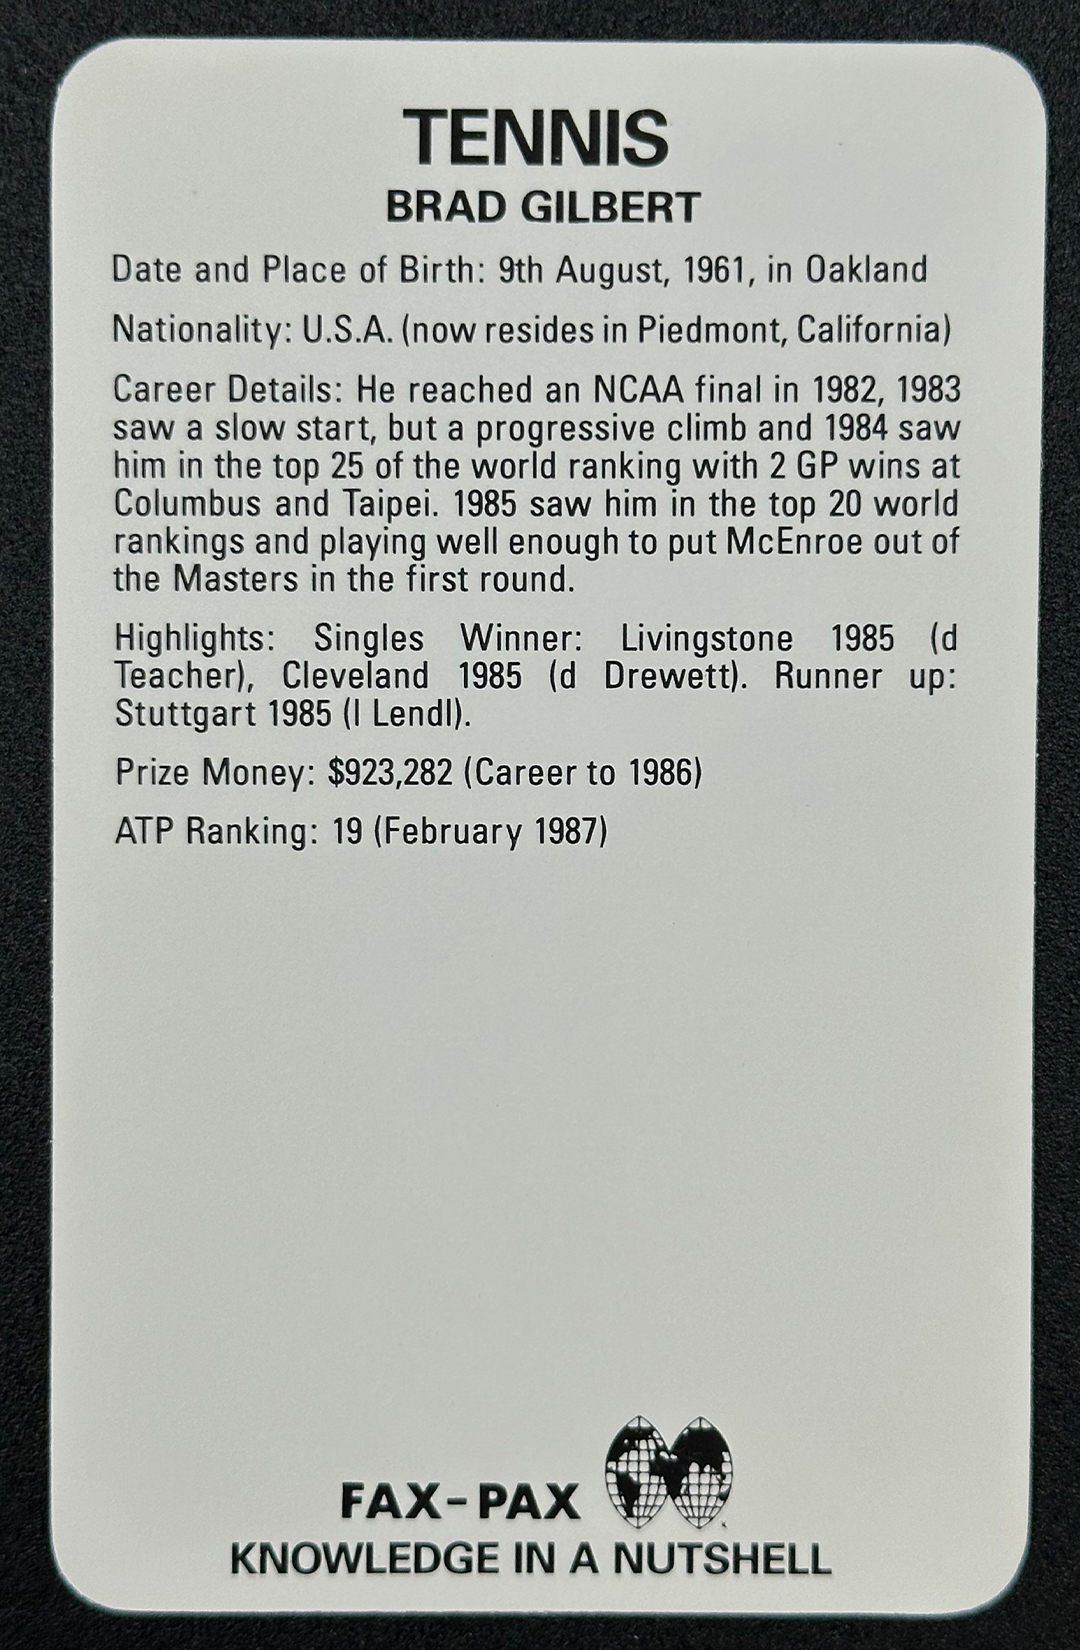 TENNIS
BRAD GILBERT
Date and Place of Birth: 9th August, 1961, in Oakland
Nationality: U.S.A. (now resides in Piedmont, California)
Career Details: He reached an NCAA final in 1982, 1983
saw a slow start, but a progressive climb and 1984 saw
him in the top 25 of the world ranking with 2 GP wins at
Columbus and Taipei. 1985 saw him in the top 20 world
rankings and playing well enough to put McEnroe out of
the Masters in the first round.
Highlights: Singles Winner: Livingstone 1985 (d
Teacher), Cleveland 1985 (d Drewett). Runner up:
Stuttgart 1985 (l Lendl).
Prize Money: $923,282 (Career to 1986)
ATP Ranking: 19 (February 1987)
FAX-PAX
KNOWLEDGE IN A NUTSHELL